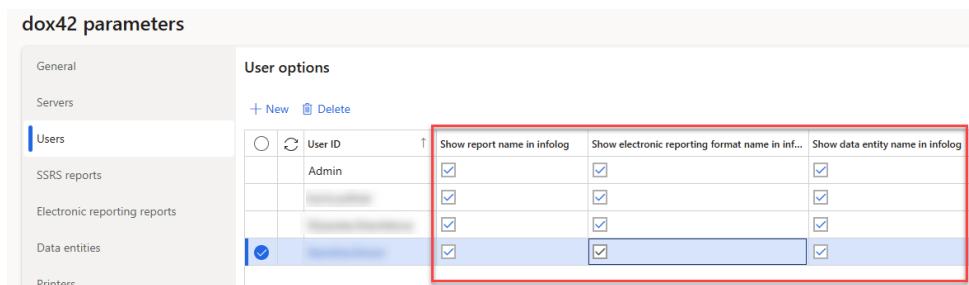 dox42 parameters
General
Servers
Users
SSRS reports
Electronic reporting reports
Data entities
Printers
User options
New Delete
User ID Show report name in infolog Show electronic reporting format name in inf... Show data entity name in infolog
Admin